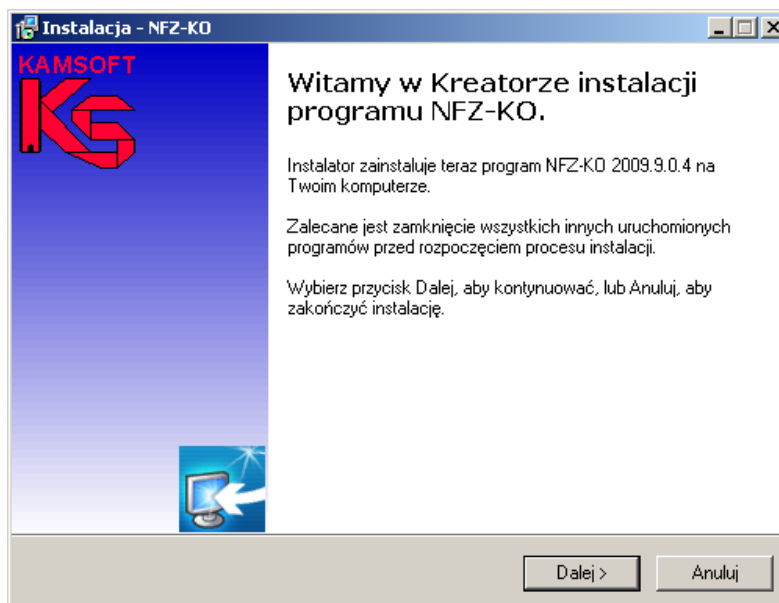 Instalacja - NFZ-KO
KAMSOFT
KS
Witamy w Kreatorze instalacji
programu NFZ-KO.
Instalator zainstaluje teraz program NFZ-KO 2009.9.0.4 na
Twoim komputerze.
Zalecane jest zamknięcie wszystkich innych uruchomionych
programów przed rozpoczęciem procesu instalacji.
Wybierz przycisk Dalej, aby kontynuować, lub Anuluj, aby
zakończyć instalację.
Dalej >
Anuluj